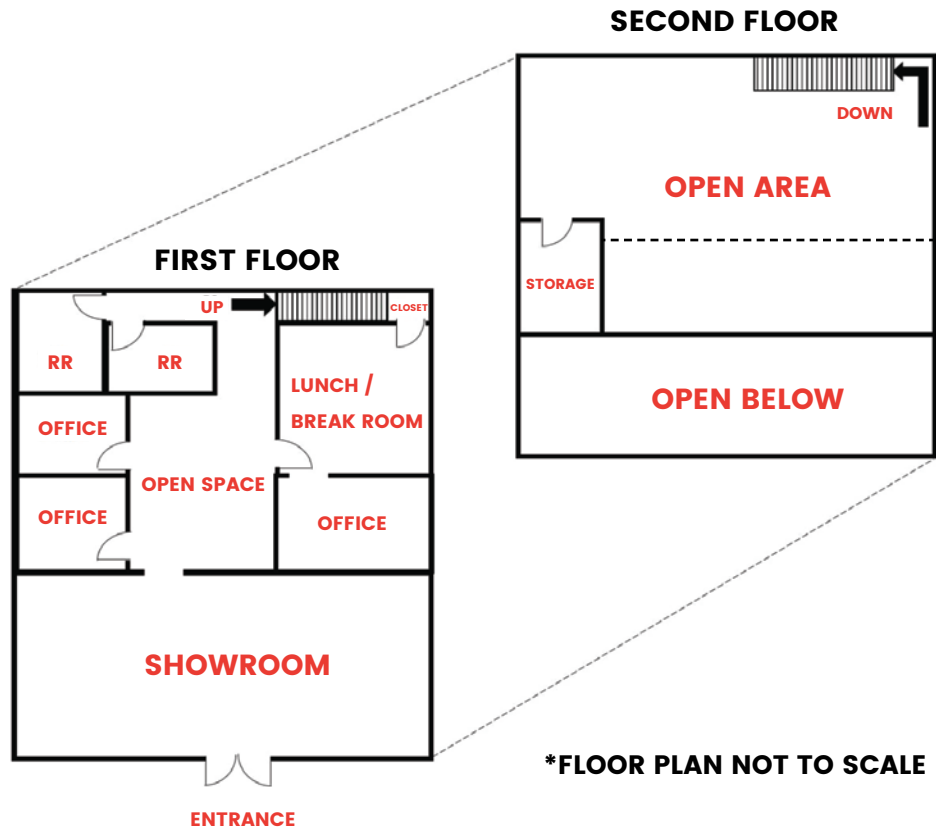 SECOND FLOOR
DOWN
OPEN AREA
STORAGE
OPEN BELOW
FIRST FLOOR
UP
CLOSET
RR
RR
LUNCH /
BREAK ROOM
OFFICE
OPEN SPACE
OFFICE
OFFICE
SHOWROOM
ENTRANCE
*FLOOR PLAN NOT TO SCALE